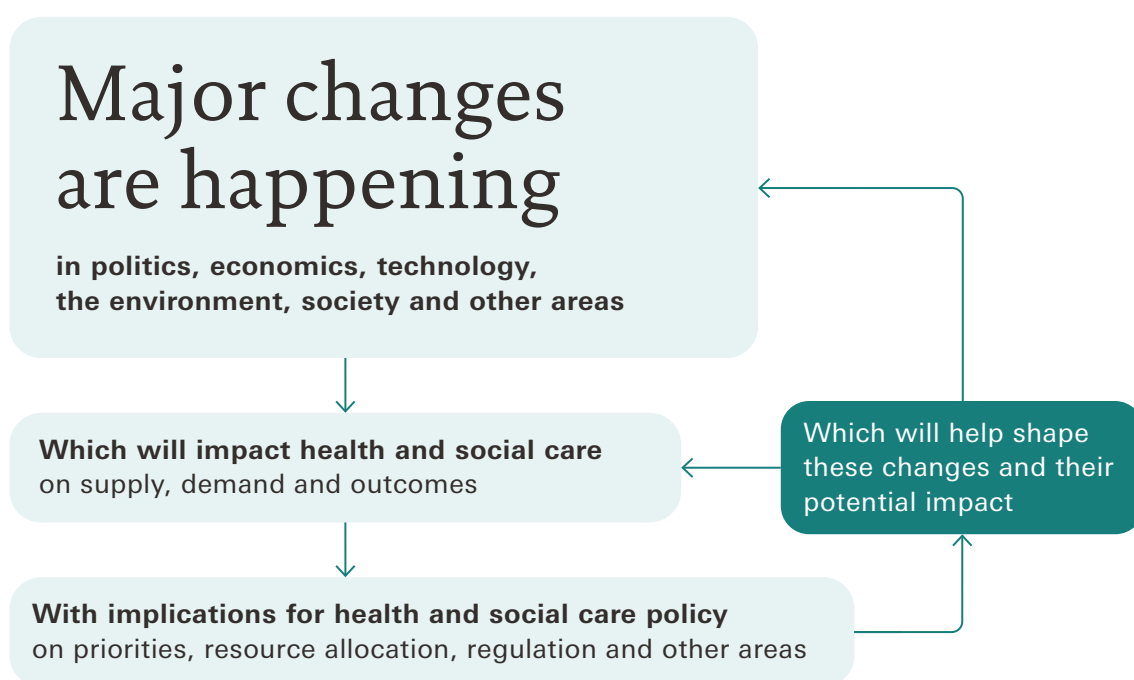 Major changes
are happening
in politics, economics, technology,
the environment, society and other areas
Which will impact health and social care
on supply, demand and outcomes
Which will help shape
these changes and their
potential impact
With implications for health and social care policy
on priorities, resource allocation, regulation and other areas